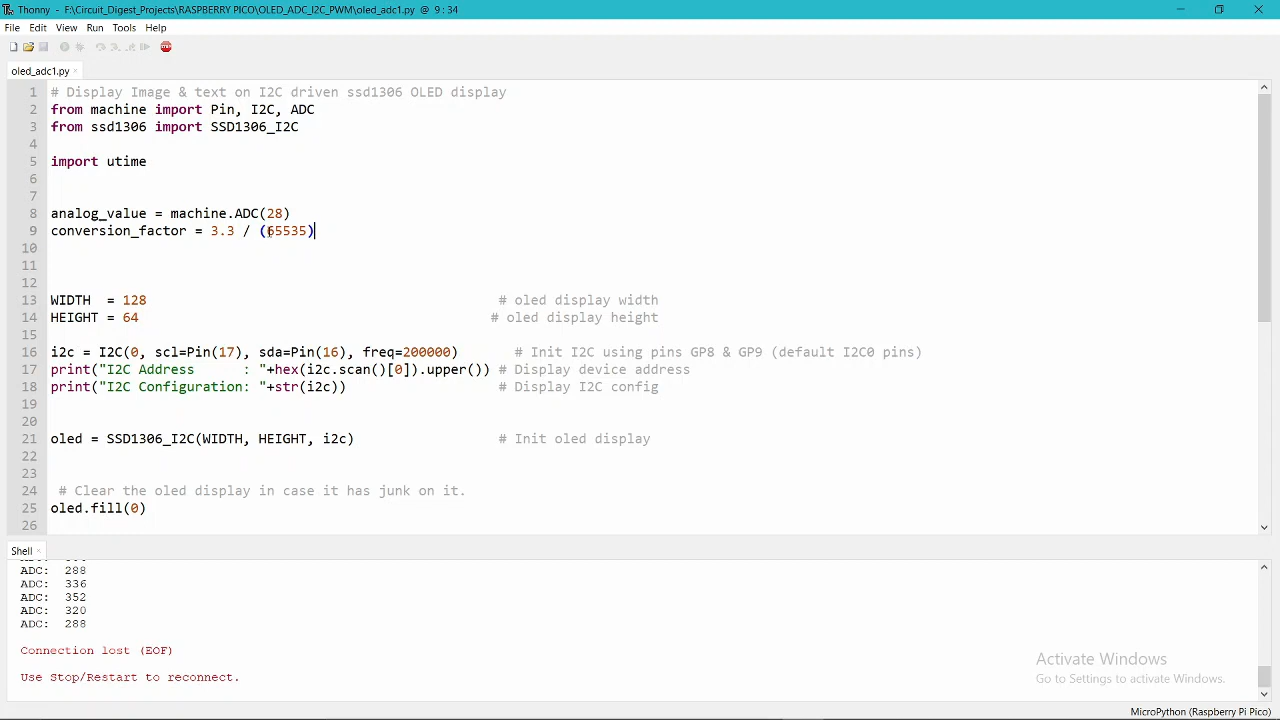 Thonny - F:\Circuit_Digest_Projects\RASPBERRY PICO\OLED_ADC_I2C_PWM\oled_adc1.py @ 9 : 34
File Edit View Run Tools Help
oled_adc1.py ×
1 # Display Image & text on I2C driven ssd1306 OLED display
2 from machine import Pin, I2C, ADC
3 from ssd1306 import SSD1306_I2C
4
5 import utime
6
7
8 analog_value = machine.ADC(28)
9 conversion_factor = 3.3 / (65535)
10
11
12
13 WIDTH  = 128 # oled display width
14 HEIGHT = 64 # oled display height
15
16 i2c = I2C(0, scl=Pin(17), sda=Pin(16), freq=200000) # Init I2C using pins GP8 & GP9 (default I2C0 pins)
17 print("I2C Address      : "+hex(i2c.scan()[0]).upper()) # Display device address
18 print("I2C Configuration: "+str(i2c)) # Display I2C config
19
20
21 oled = SSD1306_I2C(WIDTH, HEIGHT, i2c) # Init oled display
22
23
24 # Clear the oled display in case it has junk on it.
25 oled.fill(0)
26
Shell ×
ADC:  288
ADC:  336
ADC:  352
ADC:  320
ADC:  288
Connection lost (EOF)
Use Stop/Restart to reconnect.
Activate Windows
Go to Settings to activate Windows.
MicroPython (Raspberry Pi Pico)